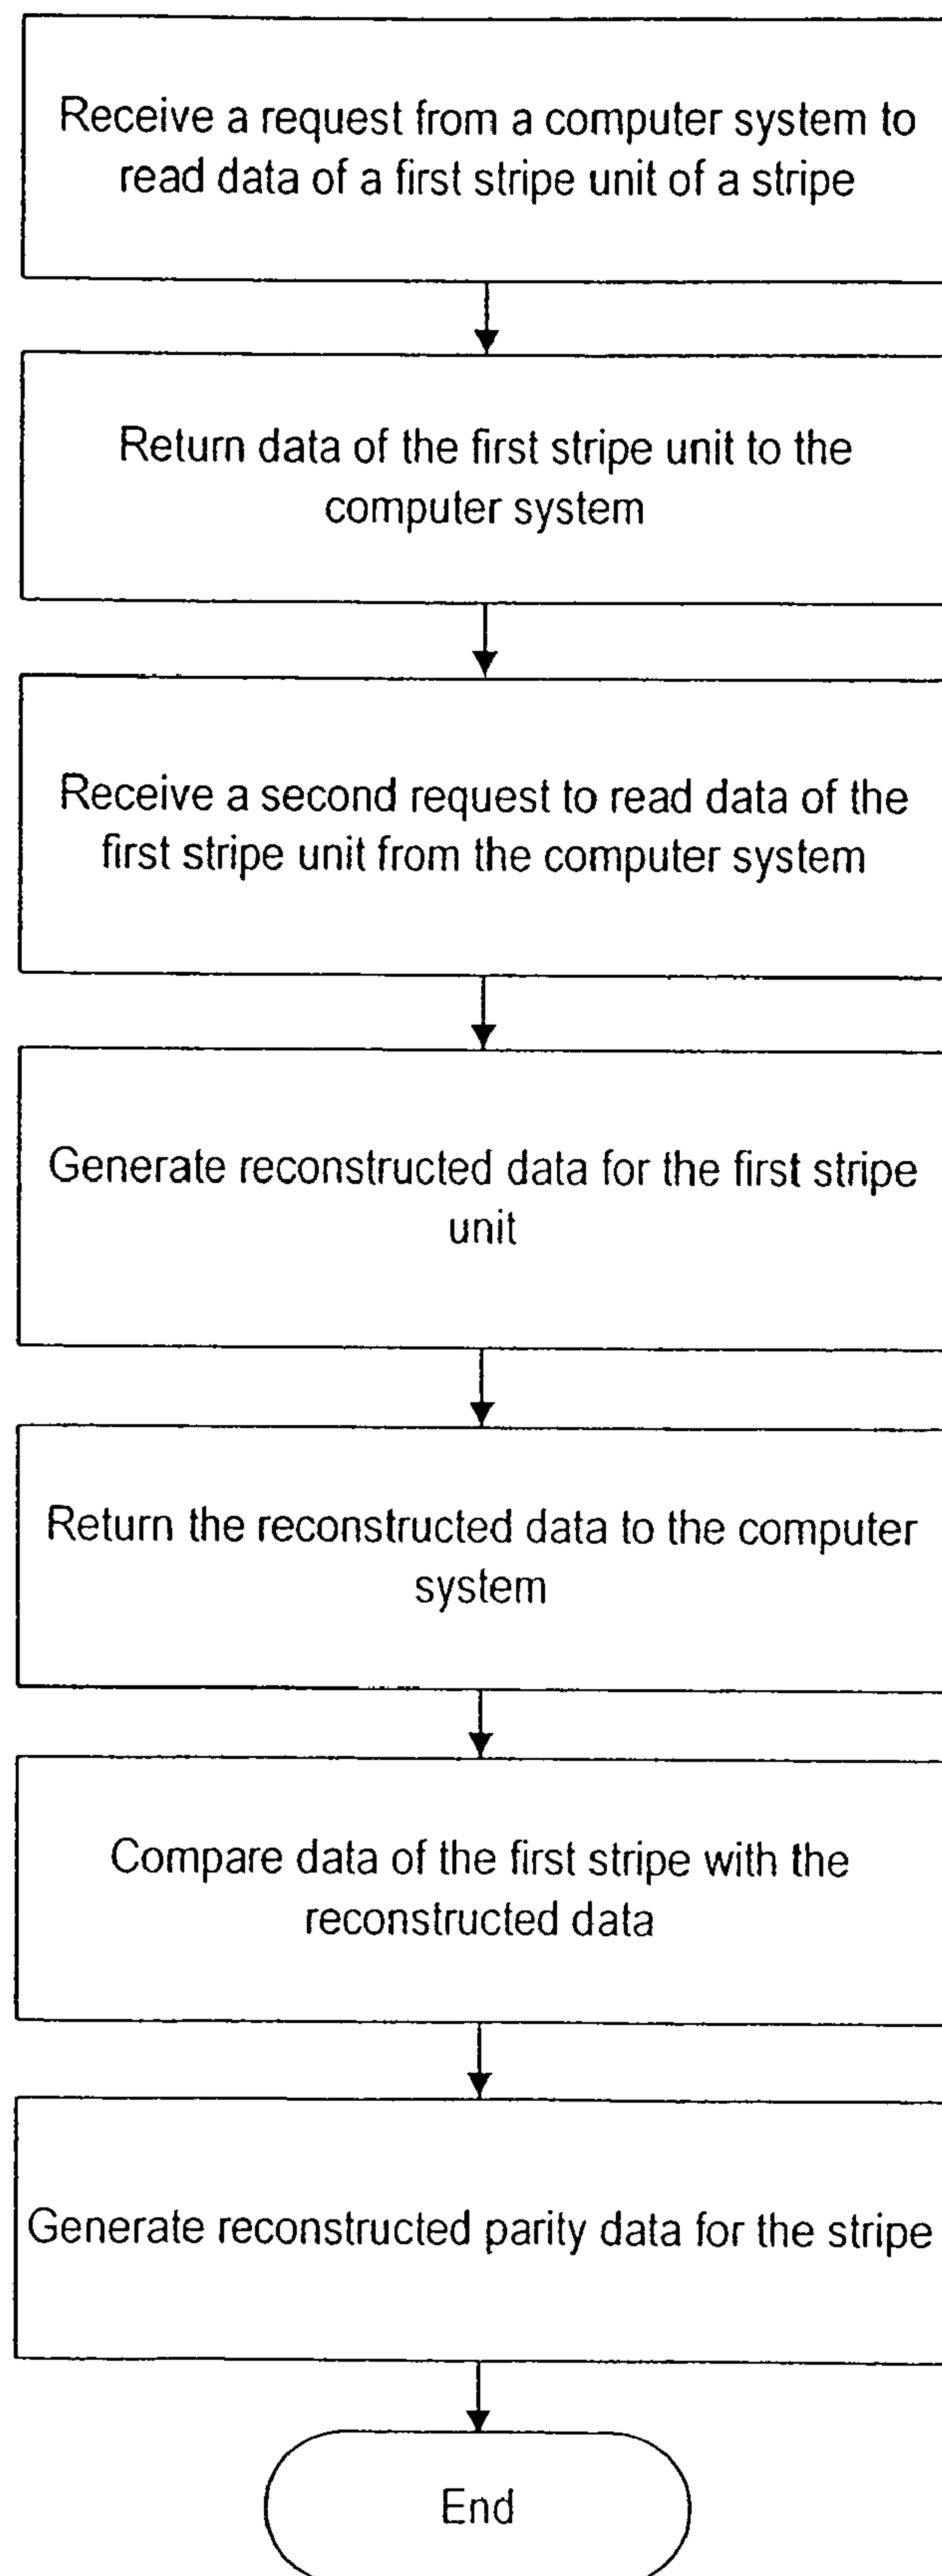 Receive a request from a computer system to
read data of a first stripe unit of a stripe
Return data of the first stripe unit to the
computer system
Receive a second request to read data of the
first stripe unit from the computer system
Generate reconstructed data for the first stripe
unit
Return the reconstructed data to the computer
system
Compare data of the first stripe with the
reconstructed data
Generate reconstructed parity data for the stripe
End